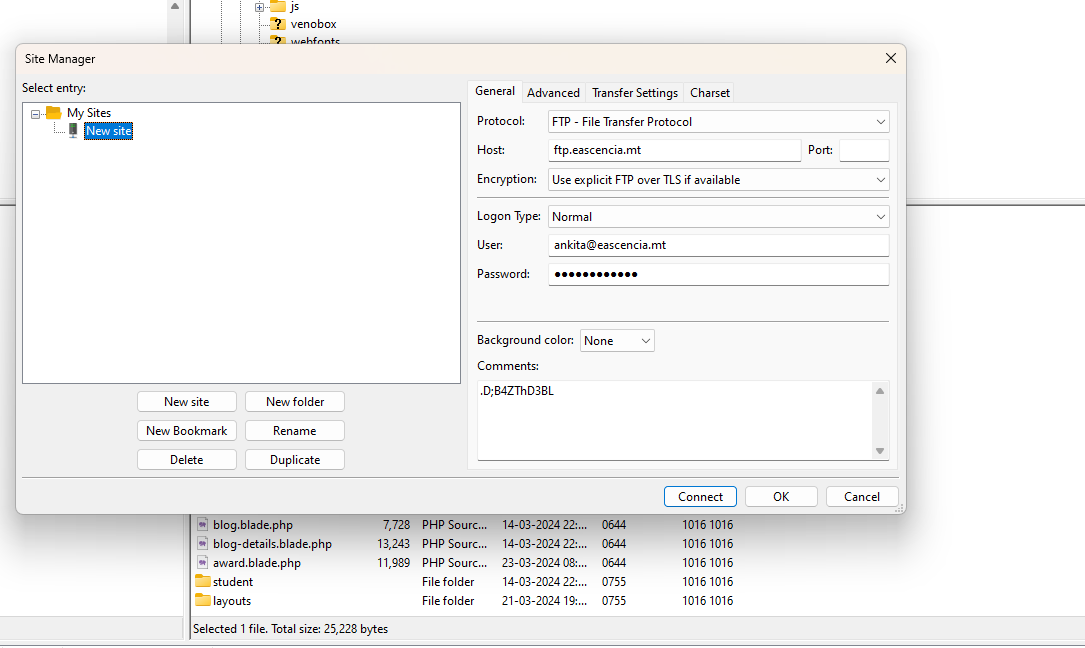 js
venobox
webfonts
Site Manager
Select entry:
My Sites
New site
New site
New folder
New Bookmark
Rename
Delete
Duplicate
General Advanced Transfer Settings Charset
Protocol: FTP - File Transfer Protocol
Host: ftp.eascencia.mt Port:
Encryption: Use explicit FTP over TLS if available
Logon Type: Normal
User: ankita@eascencia.mt
Password: ●●●●●●●●●●●●
Background color: None
Comments:
.D;B4ZThD3BL
Connect OK Cancel
blog.blade.php 7,728 PHP Sourc... 14-03-2024 22:... 0644 1016 1016
blog-details.blade.php 13,243 PHP Sourc... 14-03-2024 22:... 0644 1016 1016
award.blade.php 11,989 PHP Sourc... 23-03-2024 08:... 0644 1016 1016
student File folder 14-03-2024 22:... 0755 1016 1016
layouts File folder 21-03-2024 19:... 0755 1016 1016
Selected 1 file. Total size: 25,228 bytes